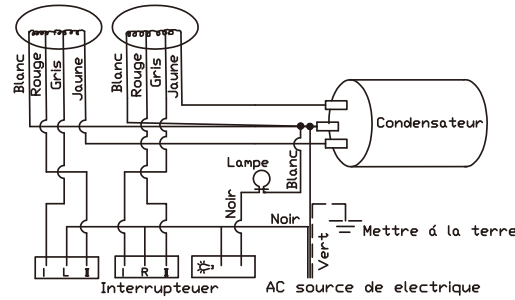 Blanc
Rouge
Gris
Jaune
Blanc
Rouge
Gris
Jaune
Condensateur
Lampe
Blanc
Noir
Noir
Vert
Mettre á la terre
I L II
I R II
Interrupteuer
AC source de electrique